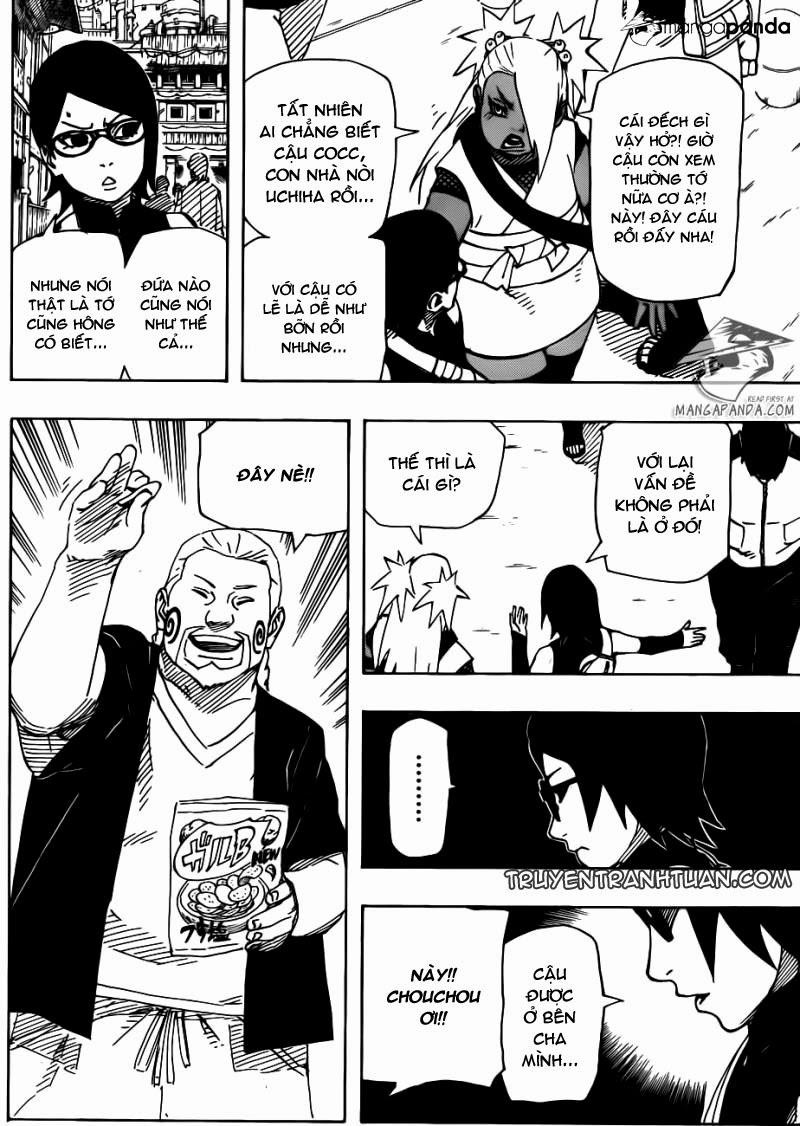 mangapanda
CÁI ĐẾCH GÌ
VẬY HỞ?! GIỜ
CẬU CÒN XEM
THƯỜNG TỚ
NỮA CƠ À?!
NÀY! ĐÂY CÁU
RỒI ĐẤY NHA!
TẤT NHIÊN
AI CHẲNG BIẾT
CẬU COCC,
CON NHÀ NÒI
UCHIHA RỒI...
VỚI CẬU CÓ
LẼ LÀ DỄ NHƯ
BỠN RỒI
NHƯNG...
ĐỨA NÀO
CŨNG NÓI
NHƯ THẾ
CẢ...
NHƯNG NÓI
THẬT LÀ TỚ
CŨNG HÔNG
CÓ BIẾT...
READ FIRST AT
MANGAPANDA.COM
VỚI LẠI
VẤN ĐỀ
KHÔNG PHẢI
LÀ Ở ĐÓ!
THẾ THÌ LÀ
CÁI GÌ?
.........
CẬU
ĐƯỢC
Ở BÊN
CHA
MÌNH...
NÀY!!
CHOUCHOU
ƠI!!
ĐÂY NÈ!!
NEW
TRUYENTRANHTUAN.COM